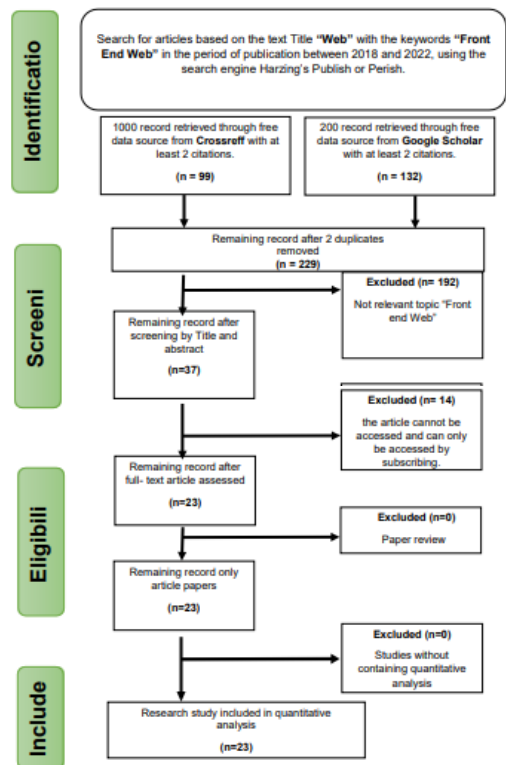 Identificatio
Search for articles based on the text Title “Web” with the keywords “Front
End Web” in the period of publication between 2018 and 2022, using the
search engine Harzing's Publish or Perish.
1000 record retrieved through free
data source from Crossreff with at
least 2 citations.
(n = 99)
200 record retrieved through free
data source from Google Scholar
with at least 2 citations.
(n = 132)
Screeni
Remaining record after 2 duplicates
removed
(n = 229)
Excluded (n= 192)
Not relevant topic “Front
end Web”
Remaining record after
screening by Title and
abstract
(n=37)
Excluded (n= 14)
the article cannot be
accessed and can only
be accessed by
subscribing.
Eligibili
Remaining record after
full- text article assessed
(n=23)
Excluded (n=0)
Paper review
Remaining record only
article papers
(n=23)
Excluded (n=0)
Studies without
containing quantitative
analysis
Include
Research study included in quantitative
analysis
(n=23)